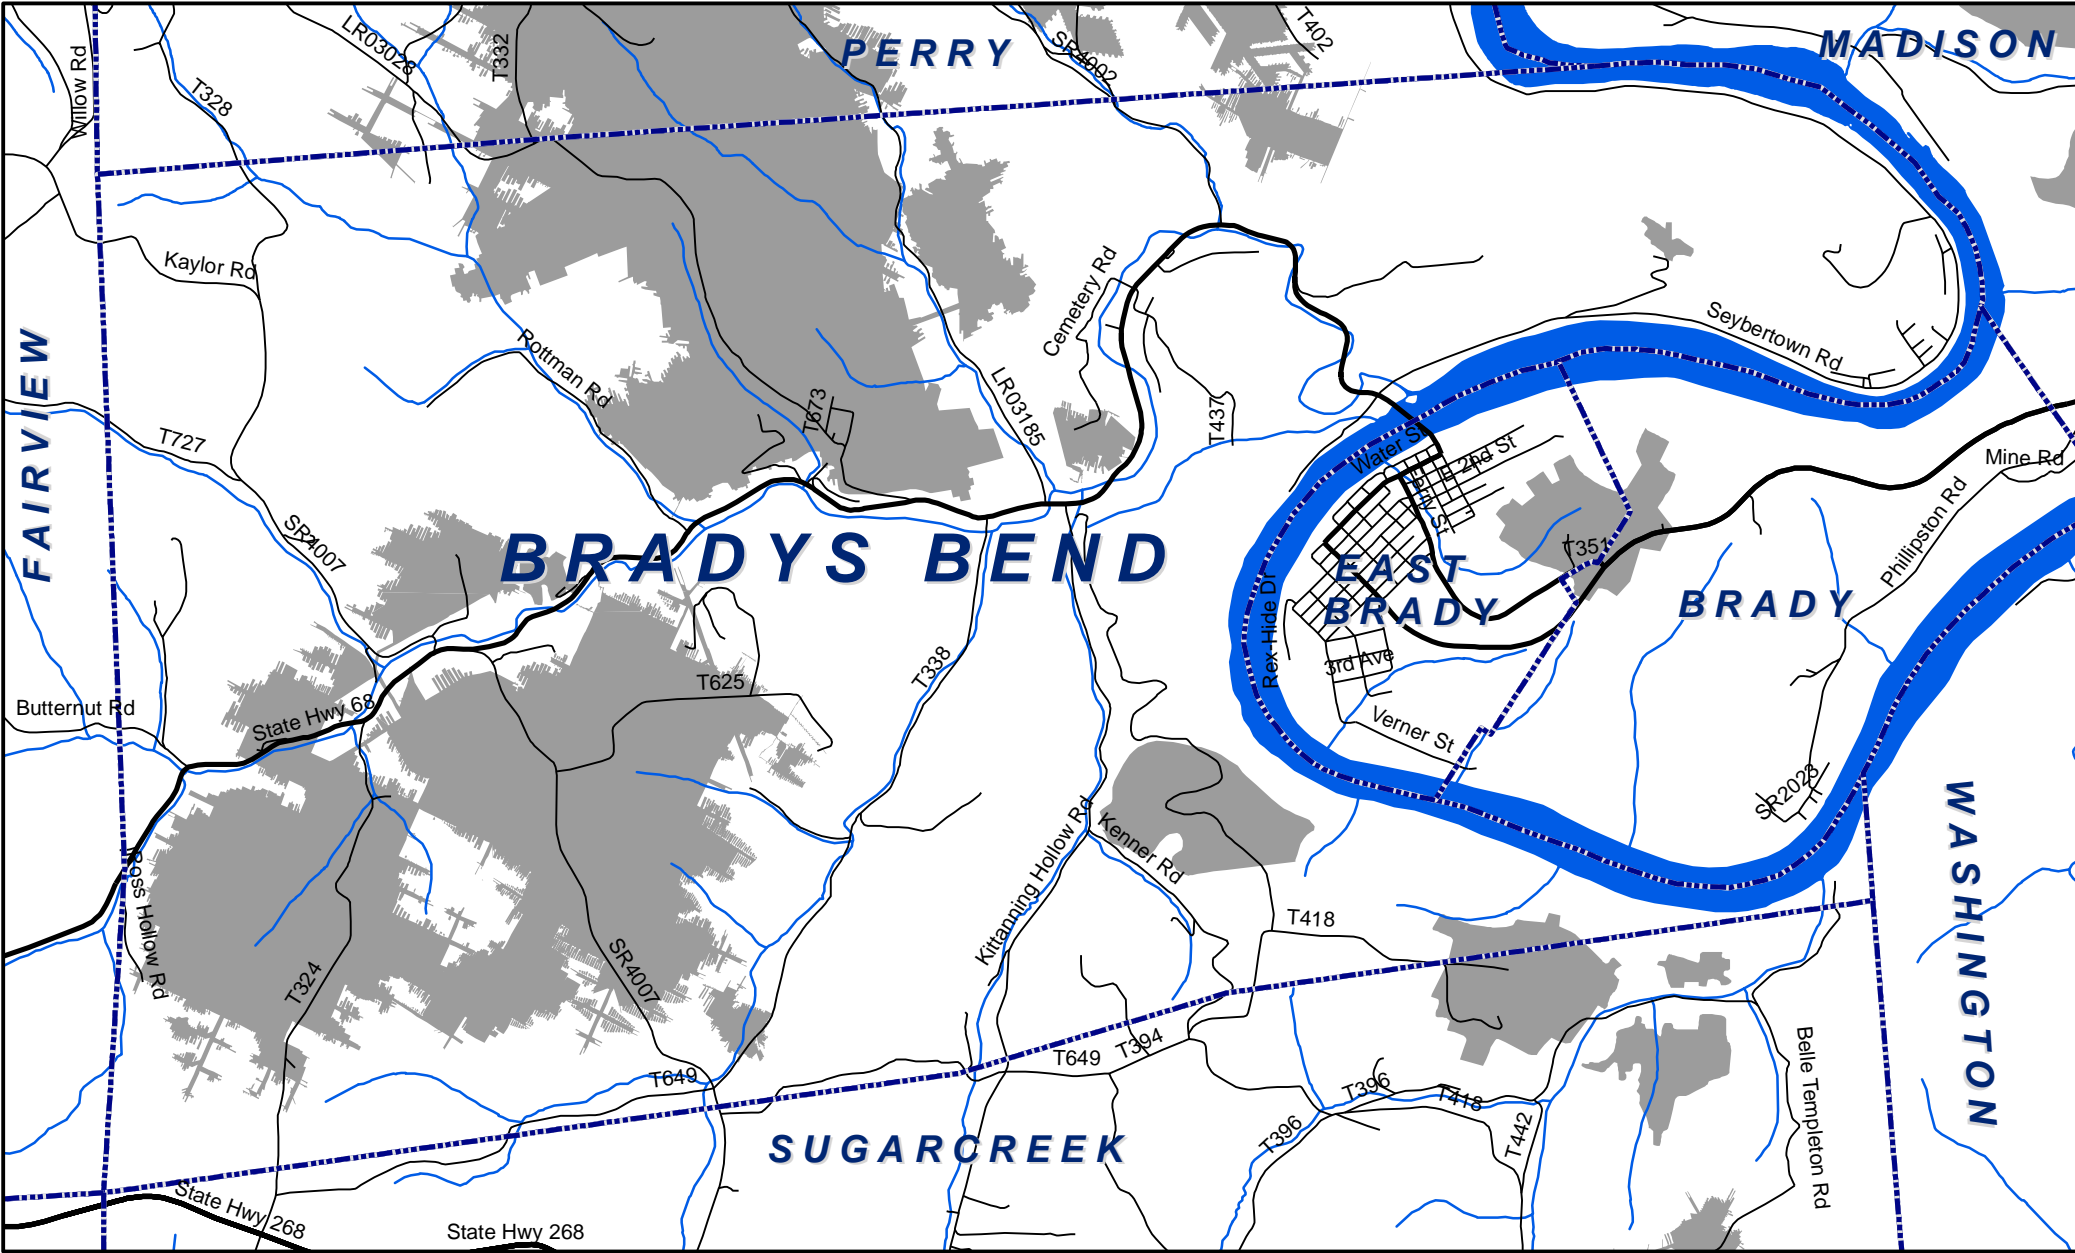 PERRY
MADISON
Willow Rd
LR03028
T332
SR4002
T402
T328
Kaylor Rd
Cemetery Rd
FAIRVIEW
Rottman Rd
T673
LR03185
T437
Seybertown Rd
T727
Water St
E 2nd St
Ferry St
Mine Rd
SR4007
BRADYS BEND
T351
Phillipston Rd
EAST
BRADY
BRADY
Rex-Hide Dr
3rd Ave
T338
T625
Butternut Rd
State Hwy 68
Verner St
SR2023
WASHINGTON
Kittanning Hollow Rd
Kenner Rd
Ross Hollow Rd
T324
SR4007
T418
T649
T649
T394
T396
T418
T396
T442
Belle Templeton Rd
SUGARCREEK
State Hwy 268
State Hwy 268